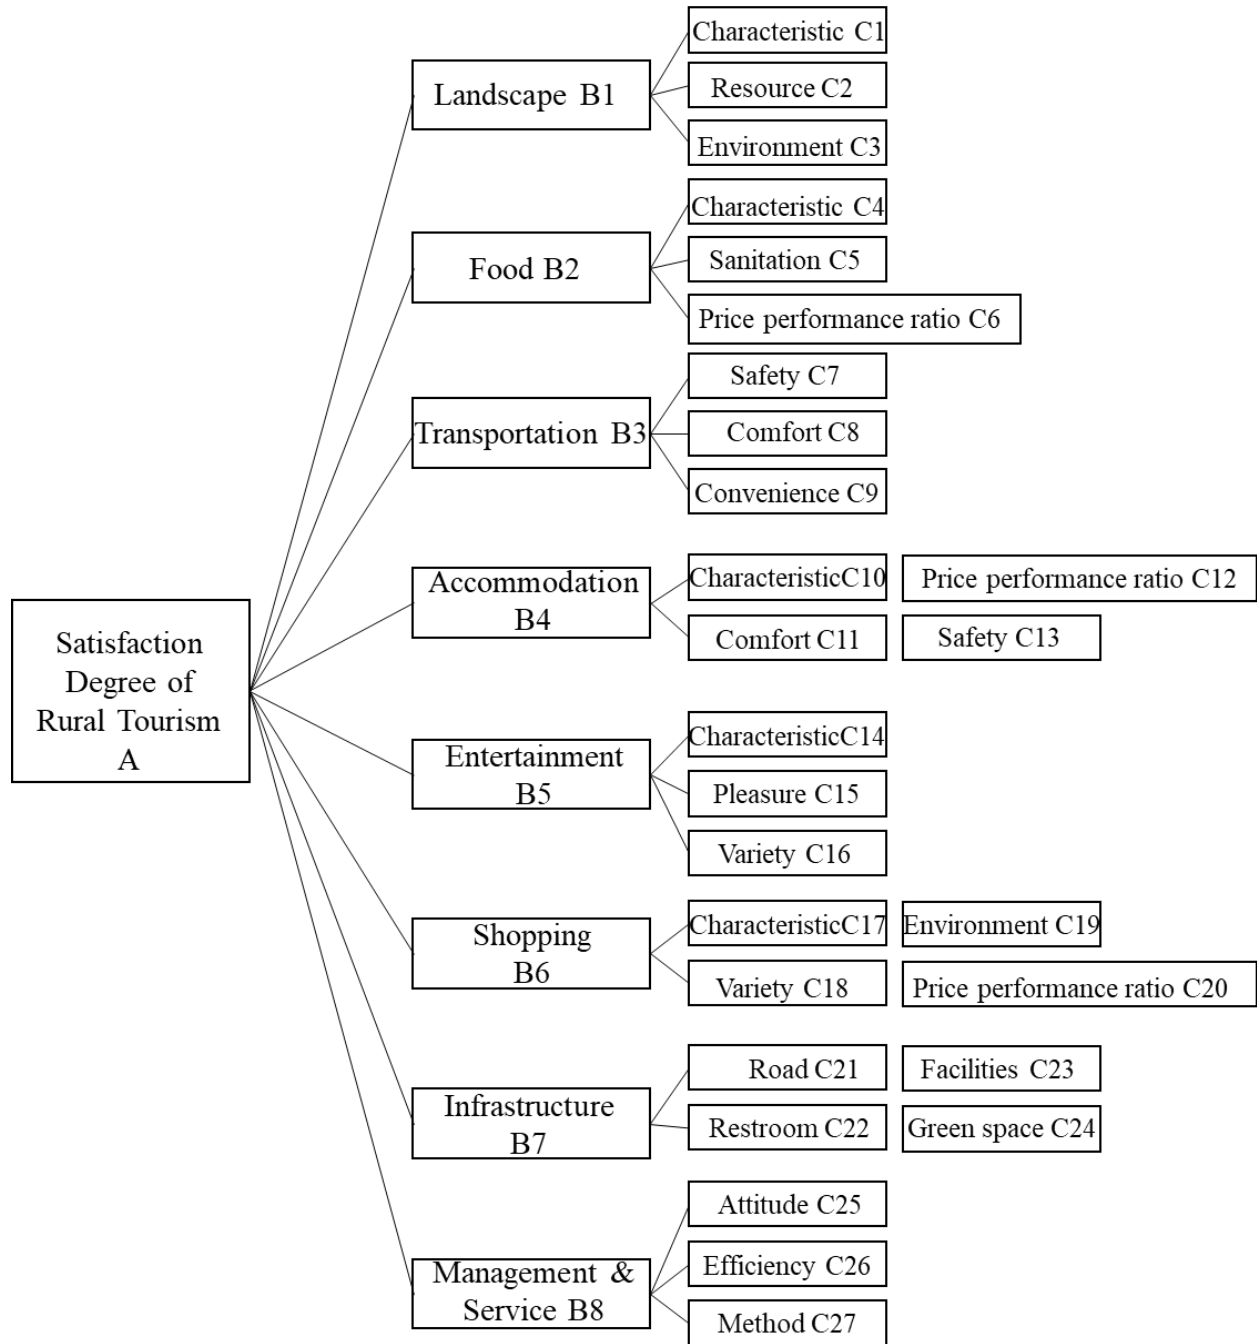 Satisfaction
Degree of
Rural Tourism
A
Landscape B1
Characteristic C1
Resource C2
Environment C3
Food B2
Characteristic C4
Sanitation C5
Price performance ratio C6
Transportation B3
Safety C7
Comfort C8
Convenience C9
Accommodation
B4
CharacteristicC10
Price performance ratio C12
Comfort C11
Safety C13
Entertainment
B5
CharacteristicC14
Pleasure C15
Variety C16
Shopping
B6
CharacteristicC17
Environment C19
Variety C18
Price performance ratio C20
Infrastructure
B7
Road C21
Facilities C23
Restroom C22
Green space C24
Management &
Service B8
Attitude C25
Efficiency C26
Method C27